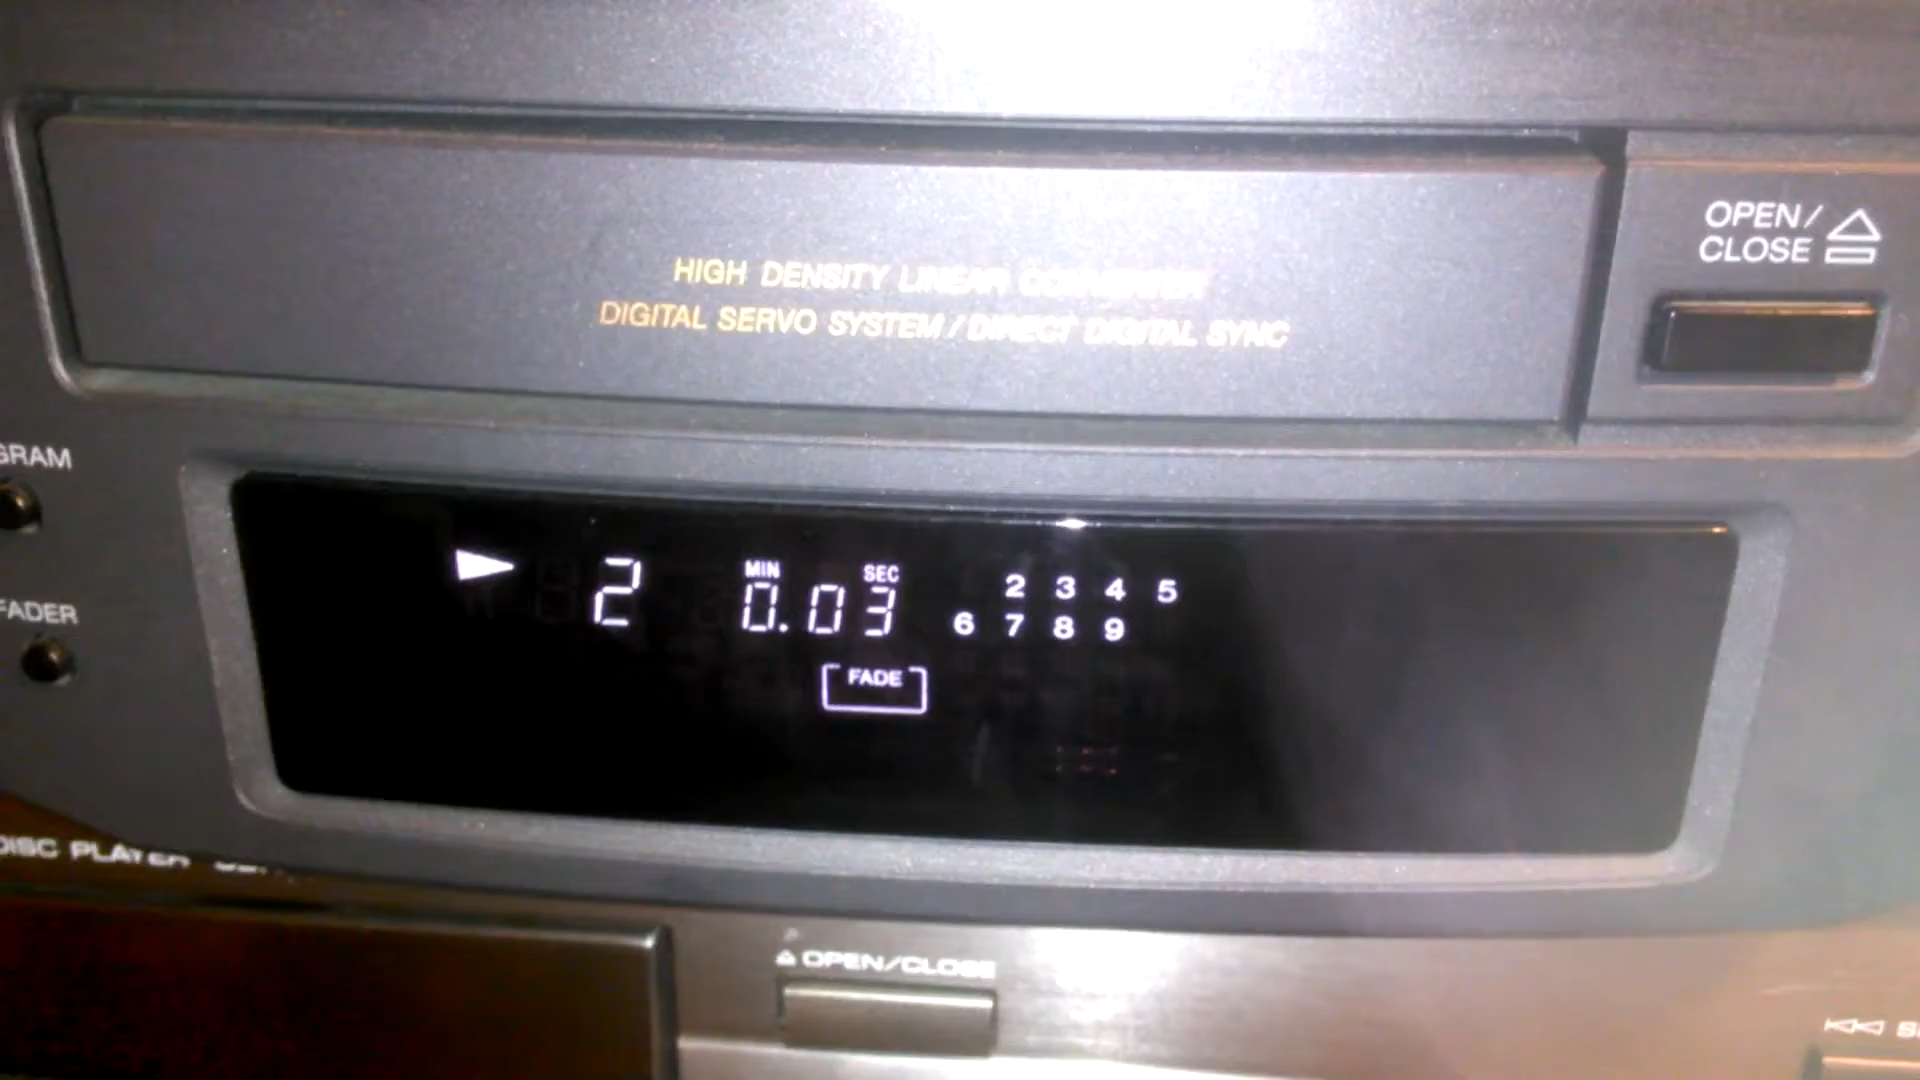 HIGH DENSITY LINEAR CONVERTER
DIGITAL SERVO SYSTEM / DIRECT DIGITAL SYNC
OPEN/
CLOSE
GRAM
FADER
MIN SEC
2 0.03
2 3 4 5
6 7 8 9
FADE
DISC PLAYER
OPEN/CLOSE